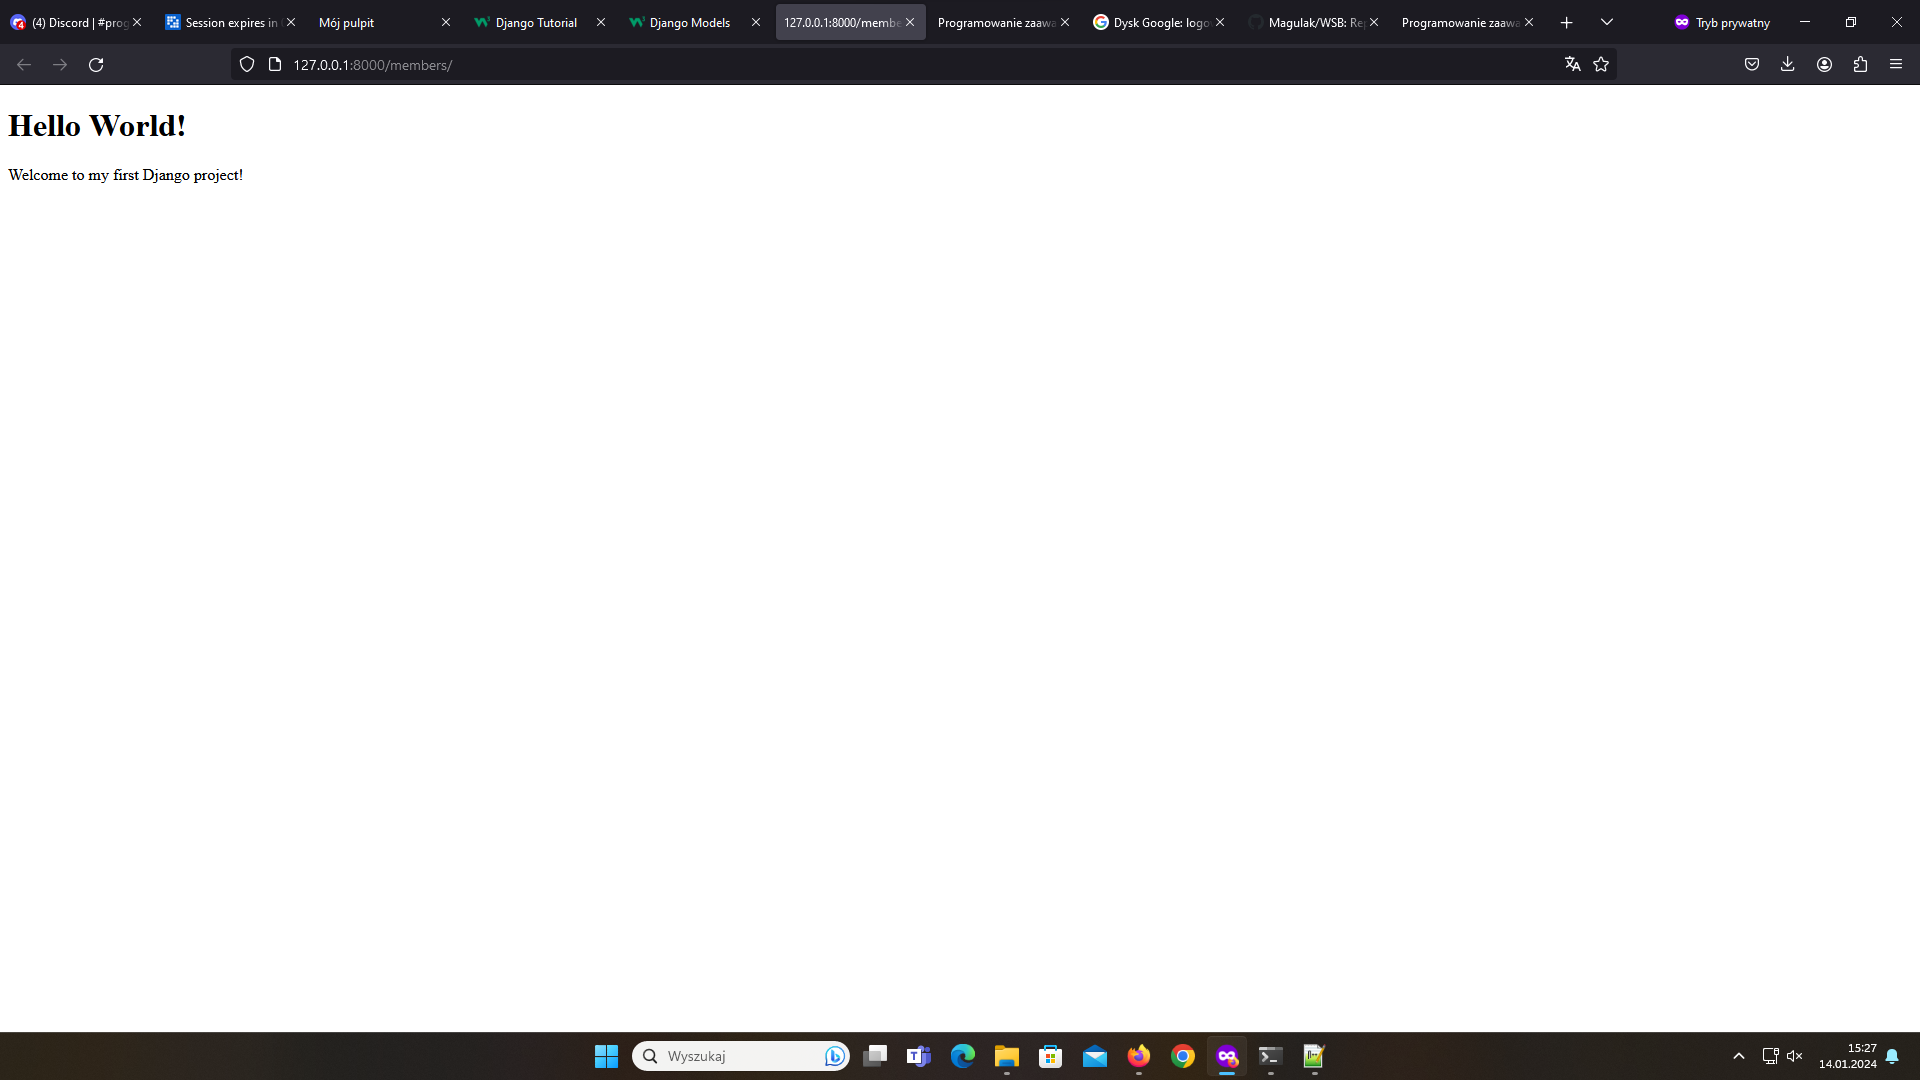 (4) Discord | #prog
Session expires in
Mój pulpit
Django Tutorial
Django Models
127.0.0.1:8000/membe
Programowanie zaawa
Dysk Google: logo
Magulak/WSB: Re
Programowanie zaawa
Tryb prywatny
127.0.0.1:8000/members/
Hello World!
Welcome to my first Django project!
Wyszukaj
15:27
14.01.2024